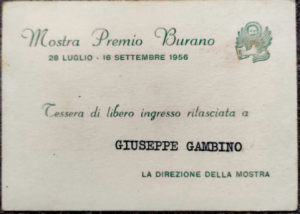 Mostra Premio Burano
28 LUGLIO - 16 SETTEMBRE 1956
Tessera di libero ingresso rilasciata a
GIUSEPPE GAMBINO
LA DIREZIONE DELLA MOSTRA